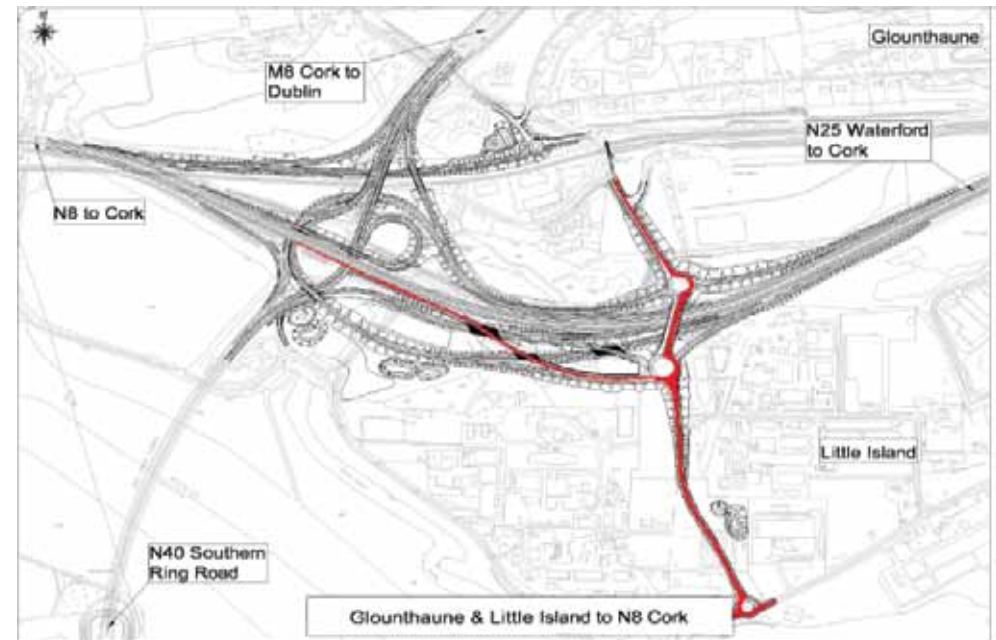 Glounthaune
M8 Cork to
Dublin
N25 Waterford
to Cork
N8 to Cork
Little Island
N40 Southern
Ring Road
Glounthaune & Little Island to N8 Cork